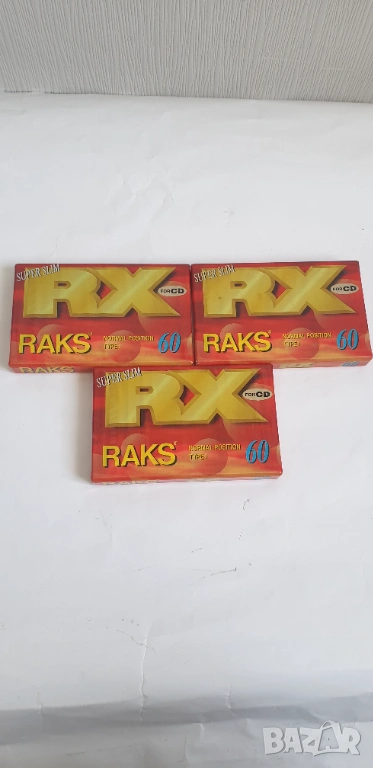 SUPER SLIM
RX
FOR CD
RAKS
NORMAL POSITION
TYPE I
60
SUPER SLIM
RX
FOR CD
RAKS
NORMAL POSITION
TYPE I
60
RAKS
SUPER SLIM
RX
FOR CD
RAKS
NORMAL POSITION
TYPE I
60
BAZAR